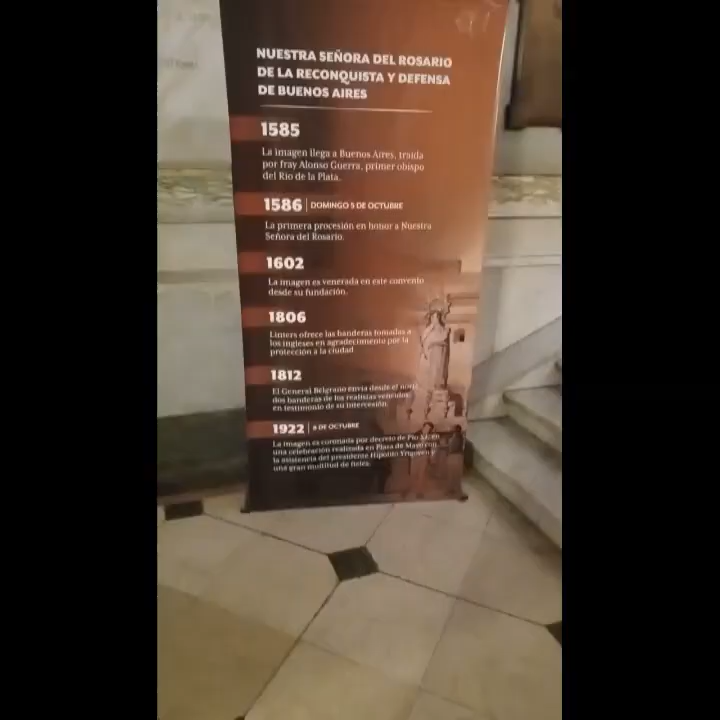 NUESTRA SEÑORA DEL ROSARIO
DE LA RECONQUISTA Y DEFENSA
DE BUENOS AIRES
1585
La imagen llega a Buenos Aires, traída
por fray Alonso Guerra, primer obispo
del Río de la Plata.
1586 | DOMINGO 5 DE OCTUBRE
La primera procesión en honor a Nuestra
Señora del Rosario.
1602
La imagen es venerada en este convento
desde su fundación.
1806
Liniers ofrece las banderas tomadas a
los ingleses en agradecimiento por la
protección a la ciudad
1812
El General Belgrano envía desde el norte
dos banderas de los realistas vencidos
en testimonio de su intercesión.
1922 | 8 DE OCTUBRE
La imagen es coronada por decreto de Pío XI, en
una celebración realizada en Plaza de Mayo con
la asistencia del presidente Hipólito Yrigoyen y
una gran multitud de fieles.